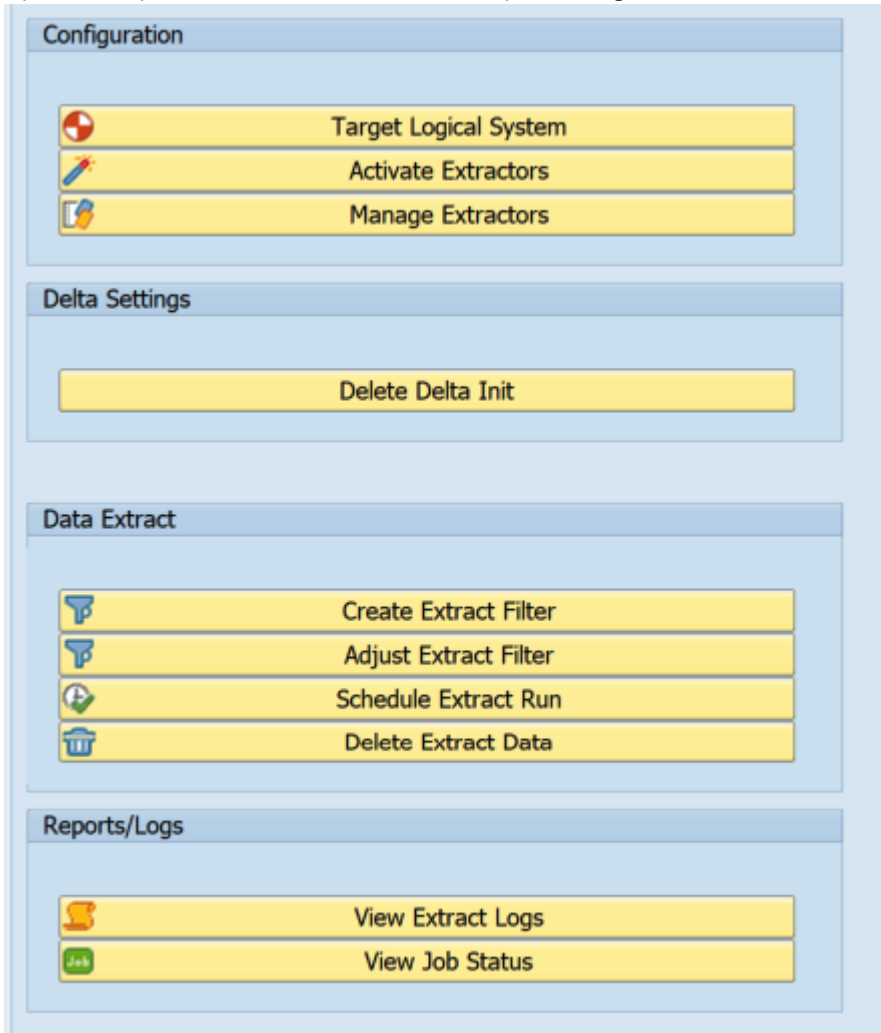 Configuration
Target Logical System
Activate Extractors
Manage Extractors
Delta Settings
Delete Delta Init
Data Extract
Create Extract Filter
Adjust Extract Filter
Schedule Extract Run
Delete Extract Data
Reports/Logs
View Extract Logs
Job View Job Status